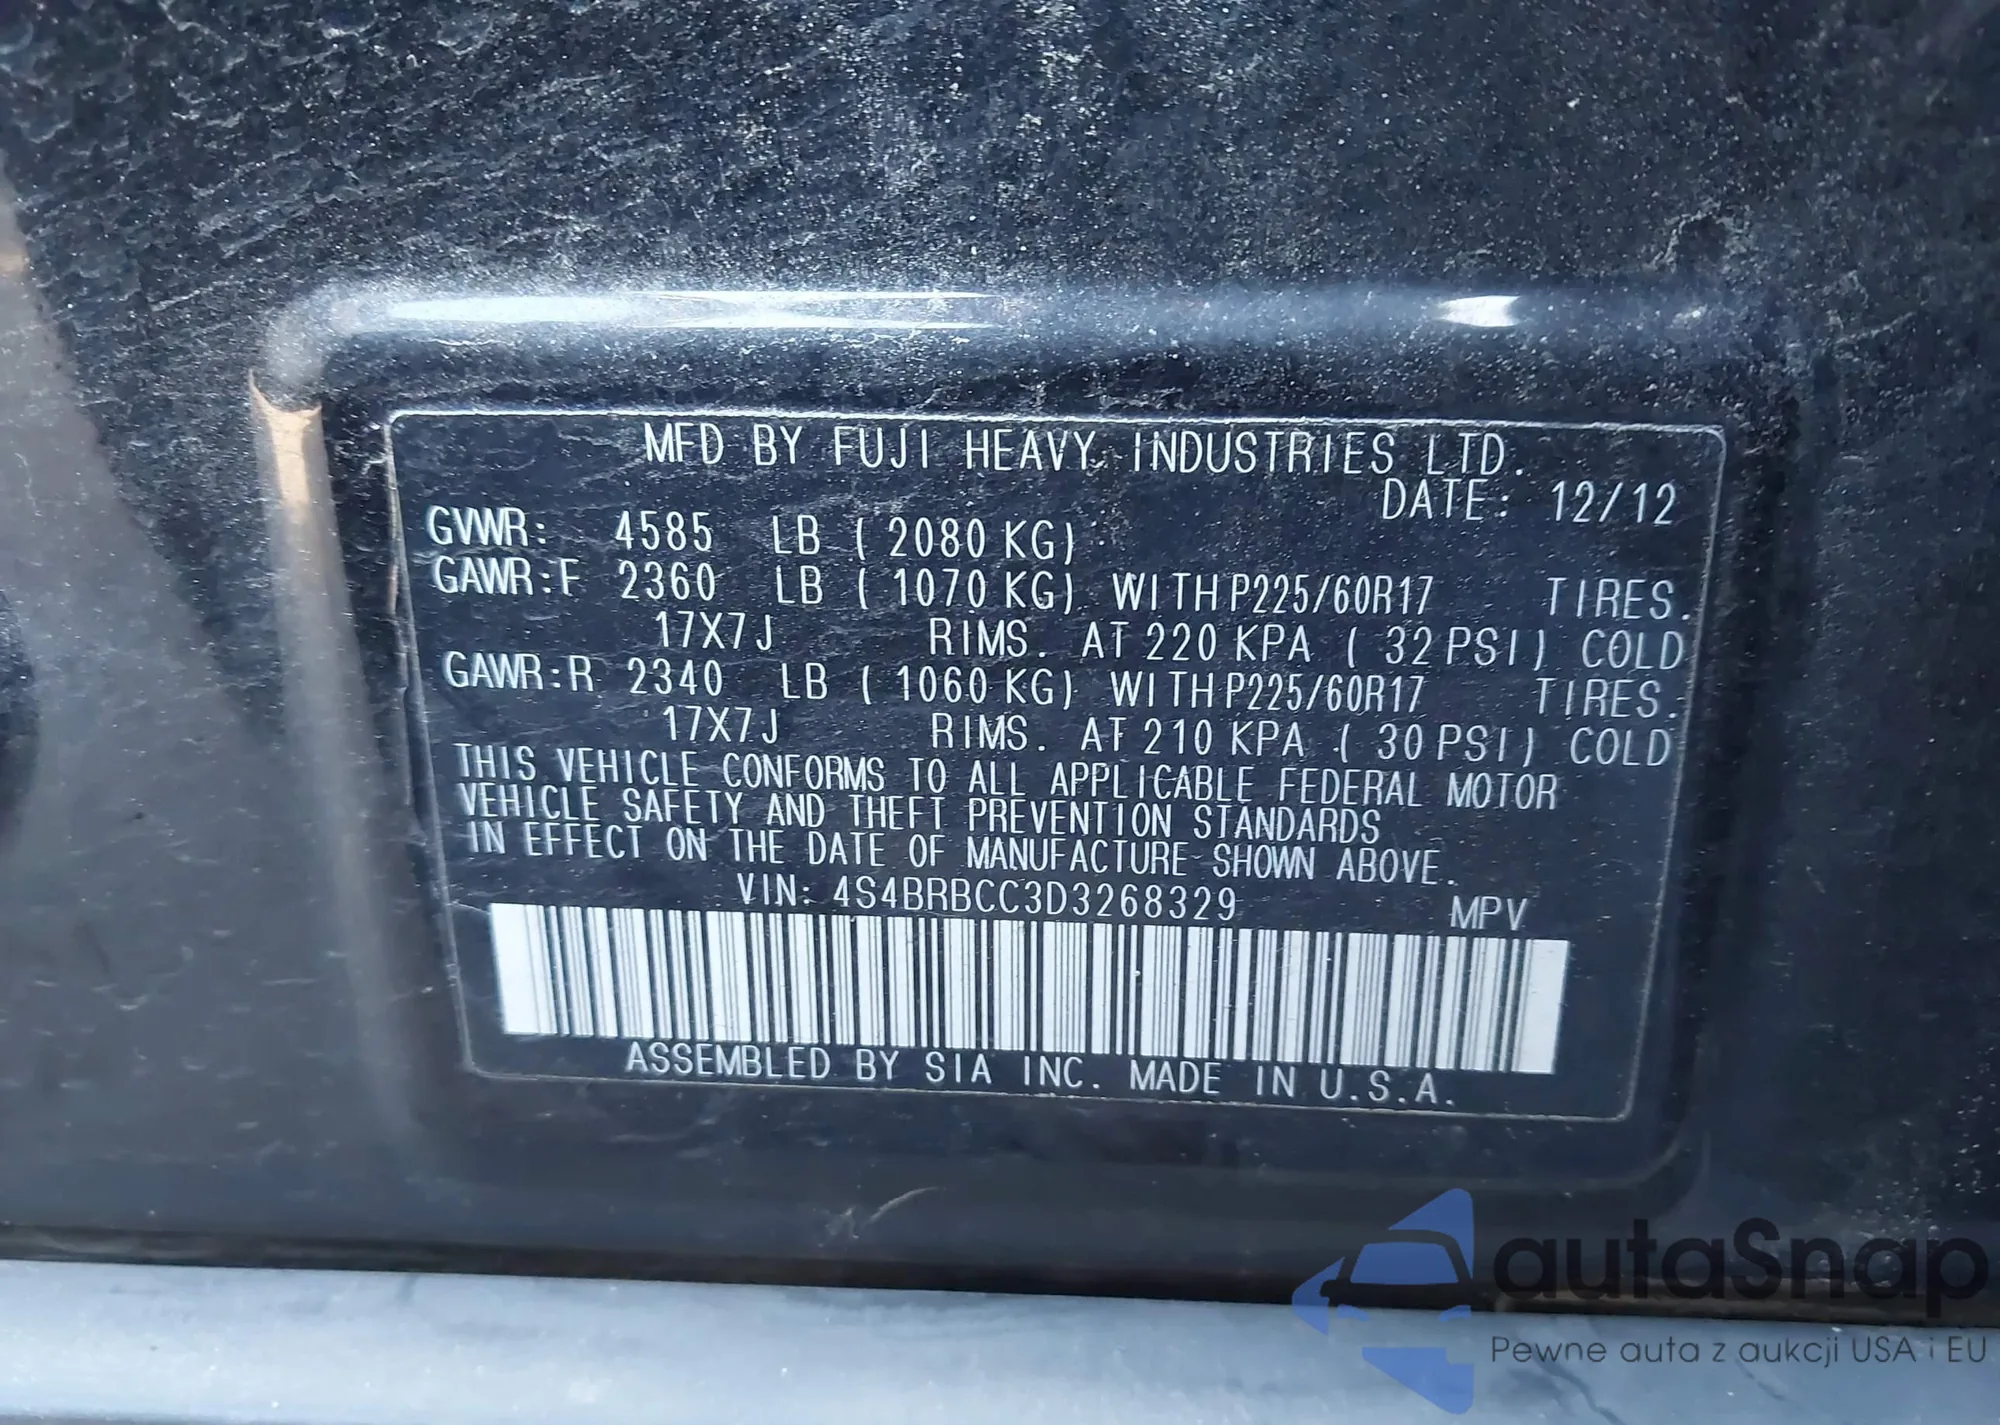 MFD BY FUJI HEAVY INDUSTRIES LTD.
DATE: 12/12
GVWR: 4585 LB ( 2080 KG)
GAWR:F 2360 LB ( 1070 KG) WITH P225/60R17 TIRES.
17X7J RIMS. AT 220 KPA ( 32 PSI) COLD
GAWR:R 2340 LB ( 1060 KG) WITH P225/60R17 TIRES.
17X7J RIMS. AT 210 KPA ( 30 PSI) COLD
THIS VEHICLE CONFORMS TO ALL APPLICABLE FEDERAL MOTOR
VEHICLE SAFETY AND THEFT PREVENTION STANDARDS
IN EFFECT ON THE DATE OF MANUFACTURE SHOWN ABOVE.
VIN: 4S4BRBCC3D3268329 MPV
ASSEMBLED BY SIA INC. MADE IN U.S.A.
autaSnap
Pewne auta z aukcji USA i EU